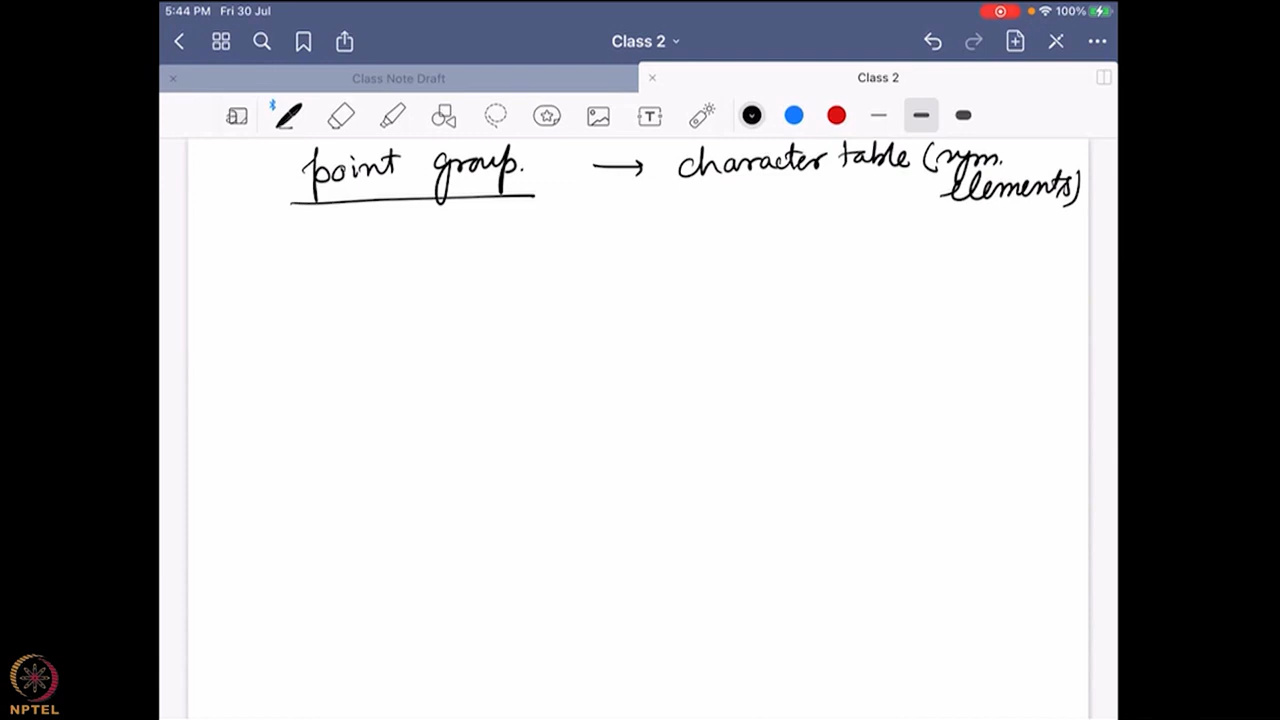 5:44 PM Fri 30 Jul
100%
Class 2
Class Note Draft
Class 2
T
point group. → character table (sym.
elements)
NPTEL